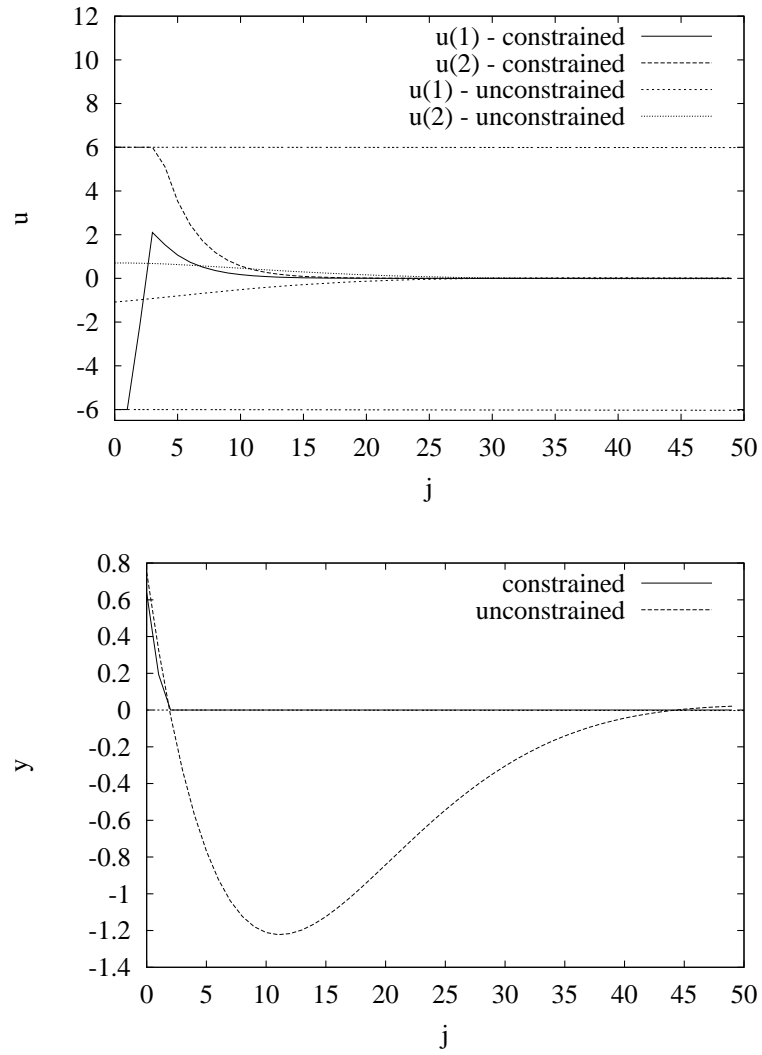 12
10
8
6
4
2
0
-2
-4
-6
0 5 10 15 20 25 30 35 40 45 50
u
j
u(1) - constrained
u(2) - constrained
u(1) - unconstrained
u(2) - unconstrained
0.8
0.6
0.4
0.2
0
-0.2
-0.4
-0.6
-0.8
-1
-1.2
-1.4
0 5 10 15 20 25 30 35 40 45 50
y
j
constrained
unconstrained